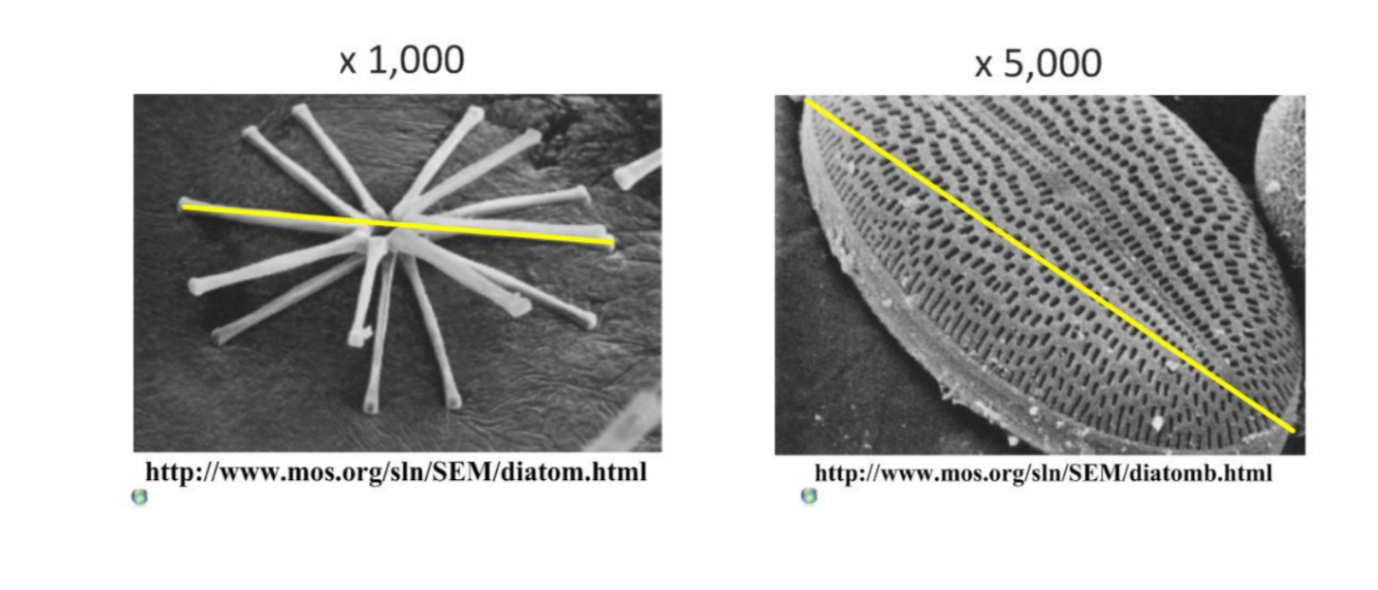 x 1,000
x 5,000
http://www.mos.org/sln/SEM/diatom.html
http://www.mos.org/sln/SEM/diatomb.html